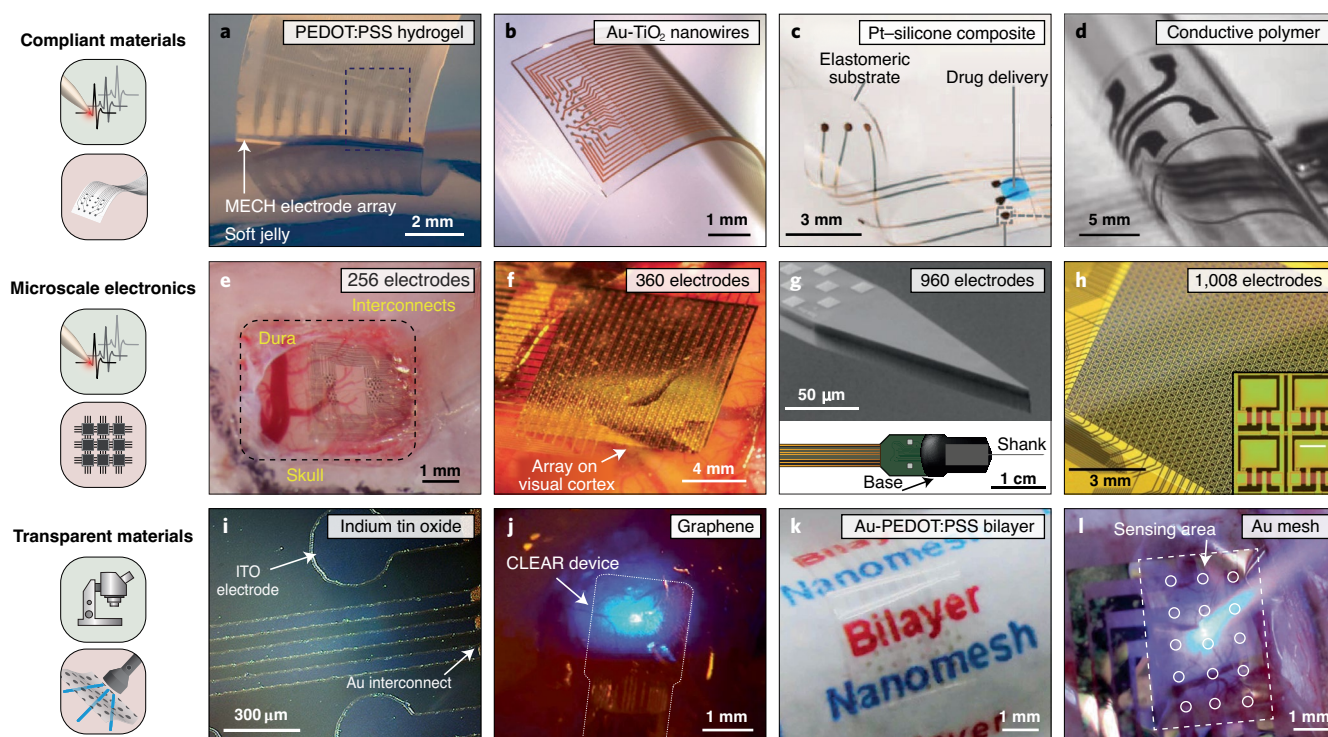 Compliant materials
a
PEDOT:PSS hydrogel
MECH electrode array
Soft jelly
2 mm
b
Au-TiO₂ nanowires
1 mm
c
Pt–silicone composite
Elastomeric
substrate
Drug delivery
3 mm
d
Conductive polymer
5 mm
Microscale electronics
e
256 electrodes
Interconnects
Dura
Skull
1 mm
f
360 electrodes
Array on
visual cortex
4 mm
g
960 electrodes
50 µm
Shank
Base
1 cm
h
1,008 electrodes
3 mm
Transparent materials
i
Indium tin oxide
ITO
electrode
Au interconnect
300 µm
j
Graphene
CLEAR device
1 mm
k
Au-PEDOT:PSS bilayer
Bilayer
Nanomesh
Bilayer
Nanomesh
1 mm
l
Au mesh
Sensing area
1 mm